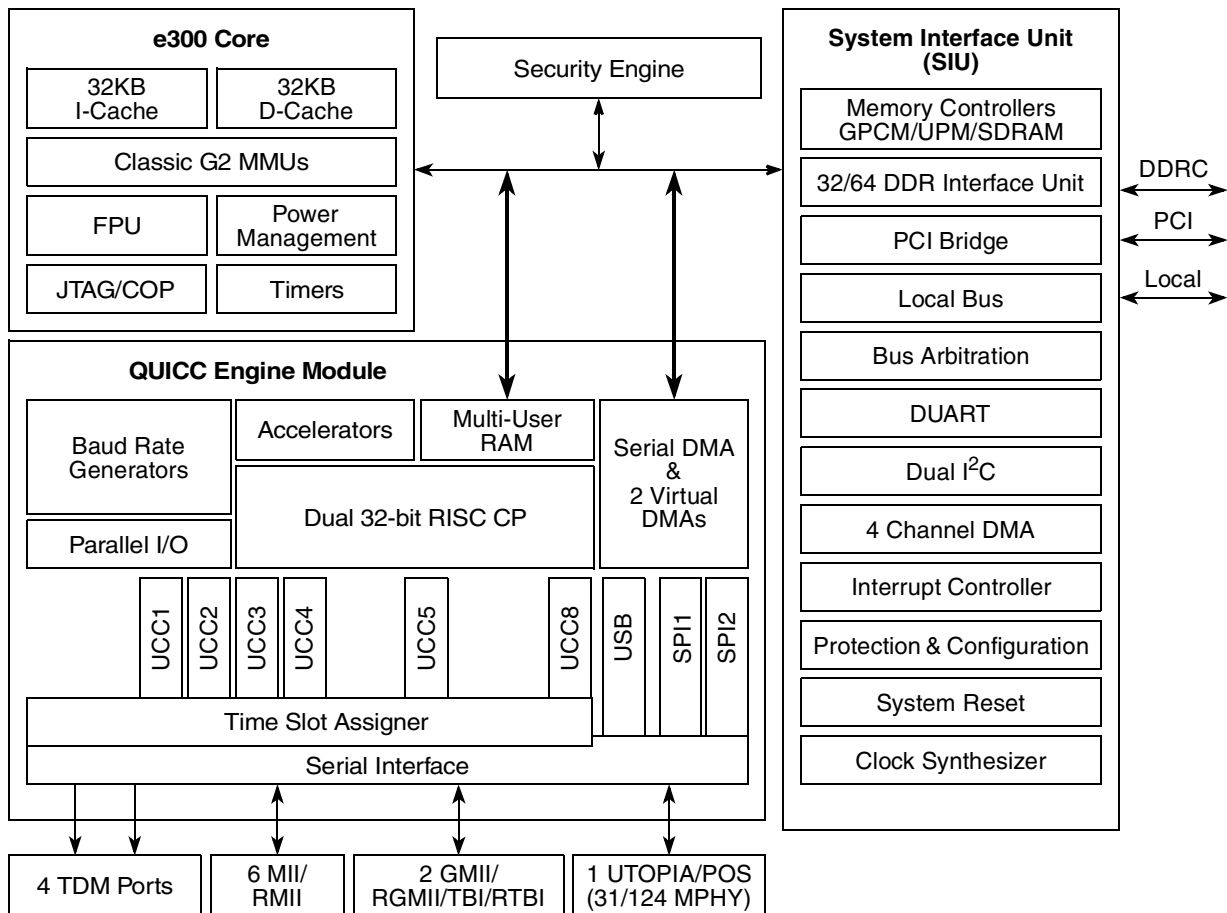 e300 Core
32KB
I-Cache
32KB
D-Cache
Classic G2 MMUs
FPU
Power
Management
JTAG/COP
Timers
Security Engine
System Interface Unit
(SIU)
Memory Controllers
GPCM/UPM/SDRAM
32/64 DDR Interface Unit
PCI Bridge
Local Bus
Bus Arbitration
DUART
Dual I²C
4 Channel DMA
Interrupt Controller
Protection & Configuration
System Reset
Clock Synthesizer
DDRC
PCI
Local
QUICC Engine Module
Baud Rate
Generators
Accelerators
Multi-User
RAM
Serial DMA
&
2 Virtual
DMAs
Parallel I/O
Dual 32-bit RISC CP
UCC1
UCC2
UCC3
UCC4
UCC5
UCC8
USB
SPI1
SPI2
Time Slot Assigner
Serial Interface
4 TDM Ports
6 MII/
RMII
2 GMII/
RGMII/TBI/RTBI
1 UTOPIA/POS
(31/124 MPHY)